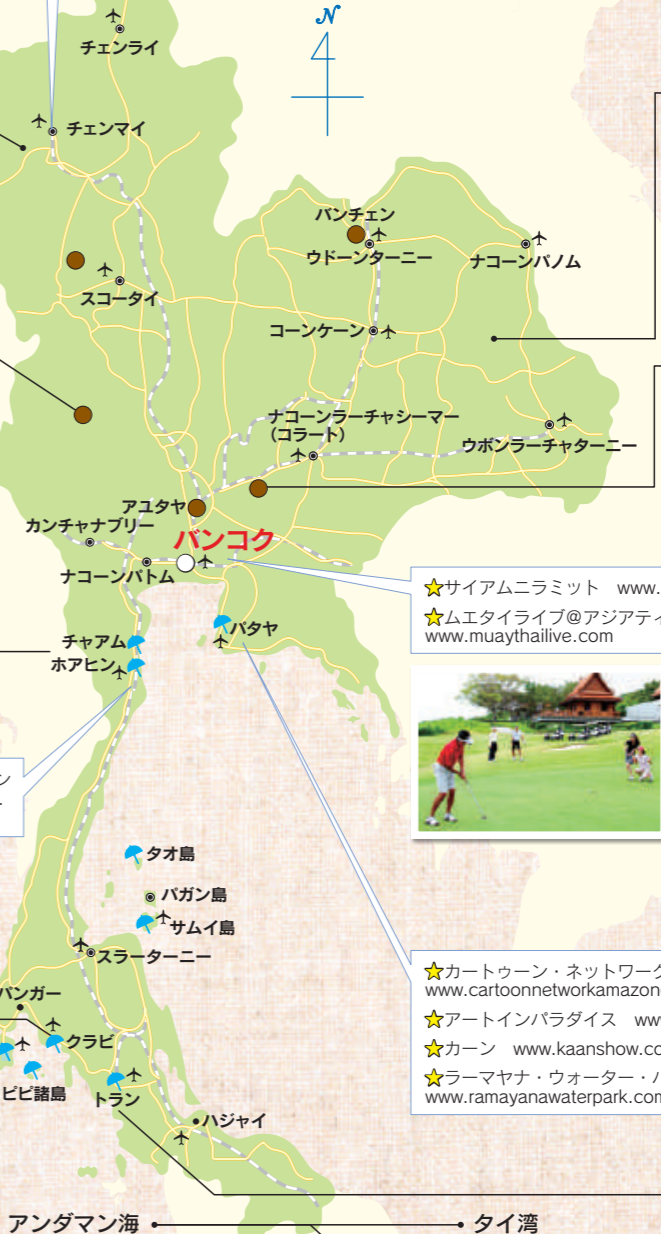 N
チェンライ
チェンマイ
バンチェン
ウドーンターニー
ナコーンパノム
スコータイ
コーンケーン
ナコーンラーチャシーマー
（コラート）
ウボンラーチャターニー
アユタヤ
カンチャナブリー
バンコク
ナコーンパトム
★サイアムニラミット www.
★ムエタイライブ@アジアティ
www.muaythailive.com
パタヤ
チャアム
ホアヒン
ン
タオ島
パガン島
サムイ島
スラーターニー
★カートゥーン・ネットワーク
www.cartoonnetworkamazon
★アートインパラダイス www
★カーン www.kaanshow.co
★ラーマヤナ・ウォーター・パ
www.ramayanawaterpark.com
パンガー
クラビ
ピピ諸島
トラン
ハジャイ
アンダマン海
タイ湾